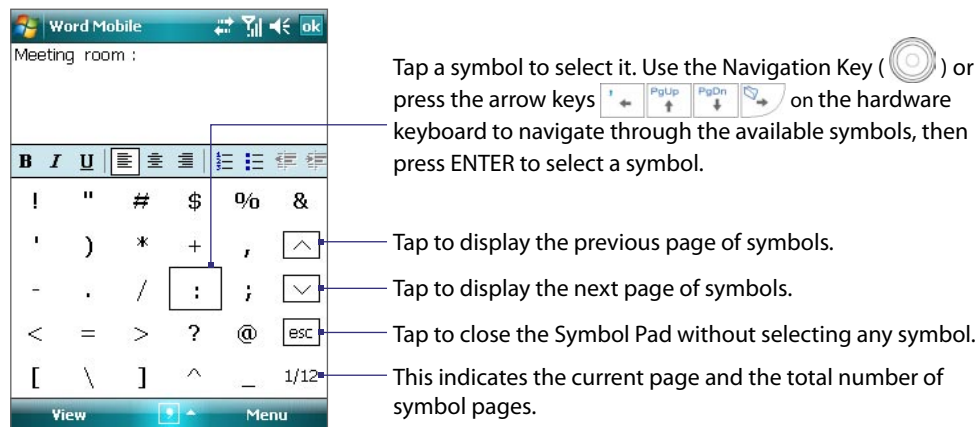 Word Mobile ok
Meeting room :
B I U
! " # $ % &
' ) * + ,
- . / : ;
< = > ? @ esc
[ \ ] ^ _ 1/12
View Menu
Tap a symbol to select it. Use the Navigation Key ( ) or
press the arrow keys ' PgUp PgDn on the hardware
keyboard to navigate through the available symbols, then
press ENTER to select a symbol.
Tap to display the previous page of symbols.
Tap to display the next page of symbols.
Tap to close the Symbol Pad without selecting any symbol.
This indicates the current page and the total number of
symbol pages.